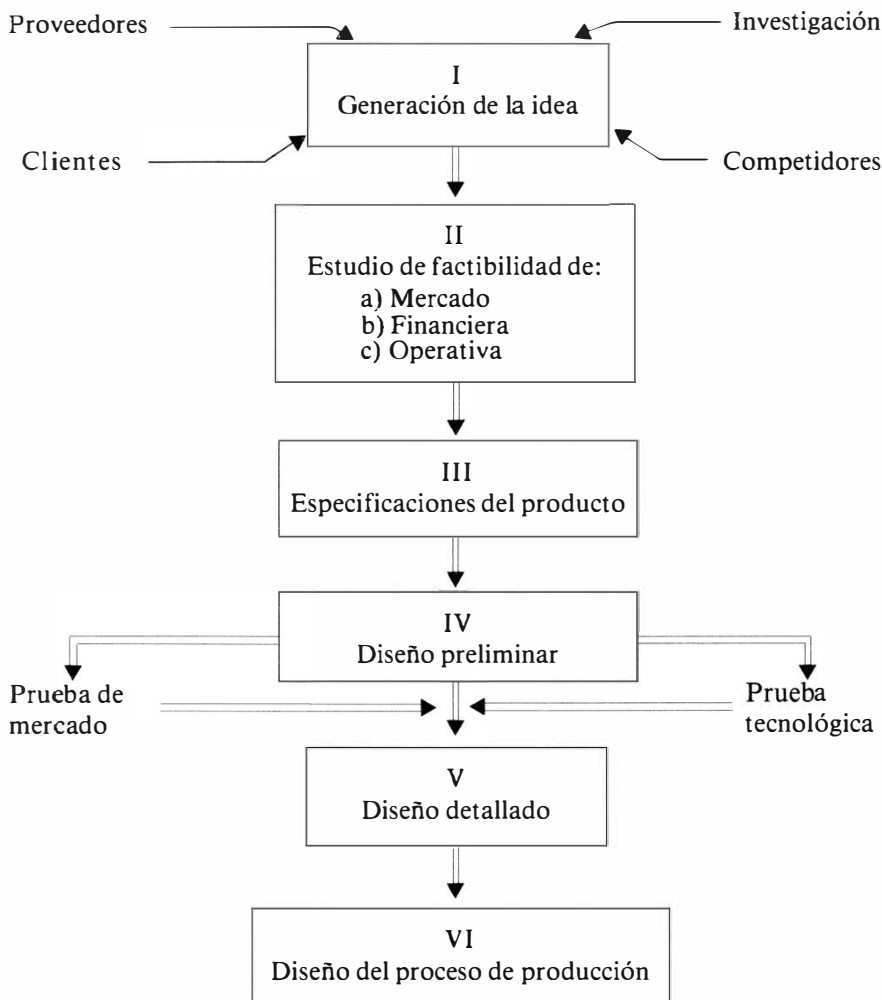 Proveedores
Investigación
I
Generación de la idea
Clientes
Competidores
II
Estudio de factibilidad de:
a) Mercado
b) Financiera
c) Operativa
III
Especificaciones del producto
IV
Diseño preliminar
Prueba de
mercado
Prueba
tecnológica
V
Diseño detallado
VI
Diseño del proceso de producción